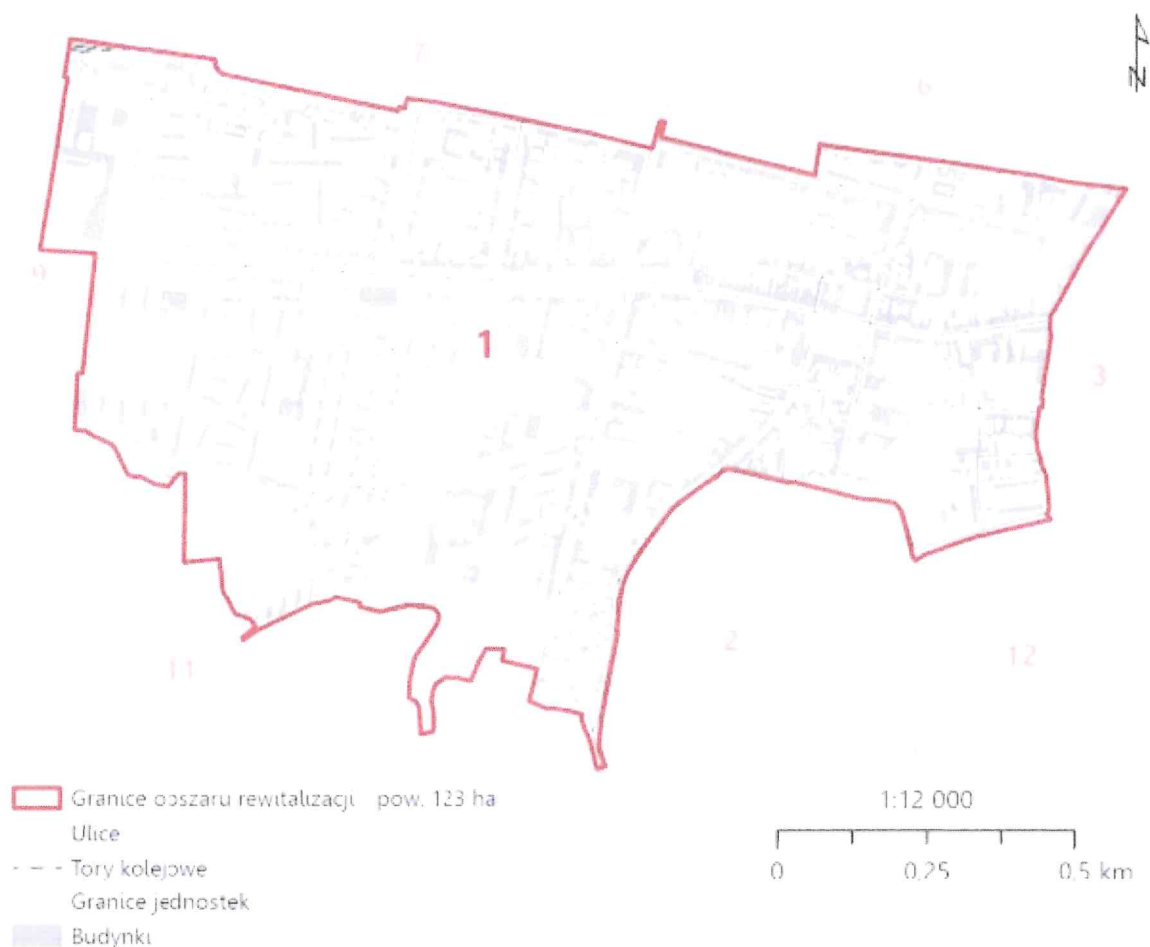 N
7
6
9
1
3
2
11
12
Granice obszaru rewitalizacji pow. 123 ha
Ulice
Tory kolejowe
Granice jednostek
Budynki
1:12 000
0 0,25 0,5 km